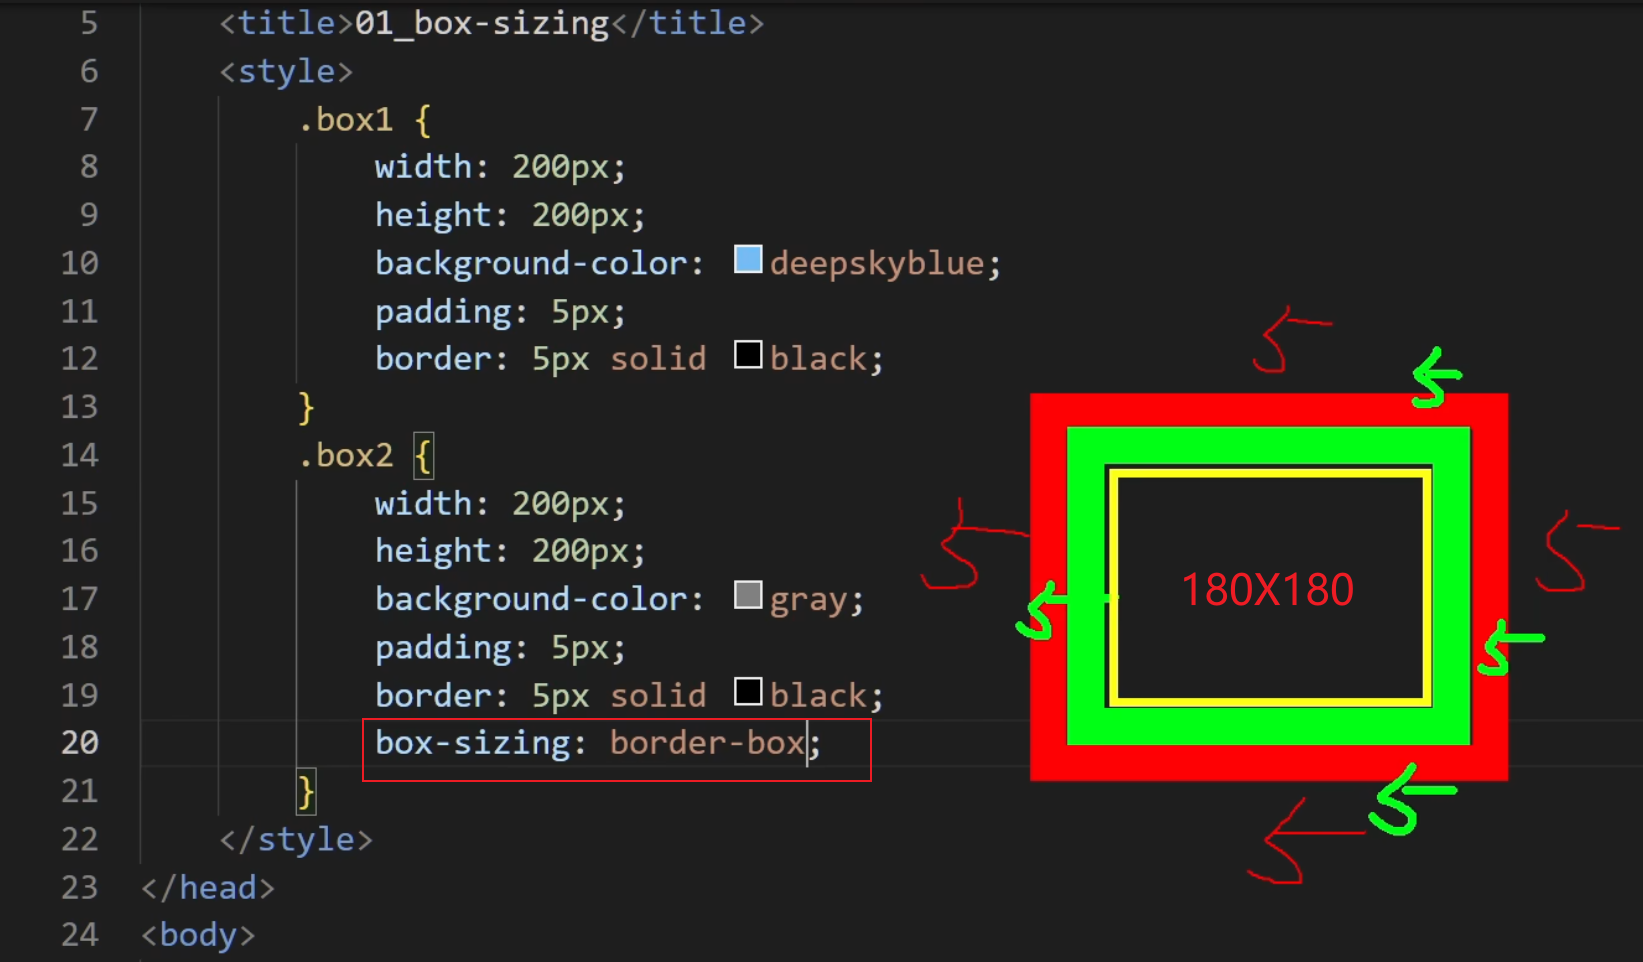 5 <title>01_box-sizing</title>
6 <style>
7 .box1 {
8 width: 200px;
9 height: 200px;
10 background-color: deepskyblue;
11 padding: 5px;
12 border: 5px solid black;
13 }
14 .box2 {
15 width: 200px;
16 height: 200px;
17 background-color: gray;
18 padding: 5px;
19 border: 5px solid black;
20 box-sizing: border-box;
21 }
22 </style>
23 </head>
24 <body>
5
5
5
5
180X180
5
5
5
5